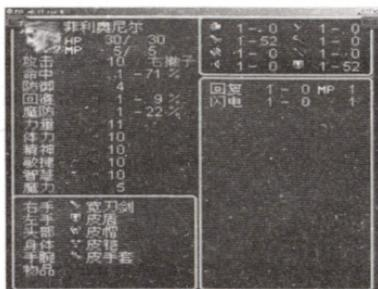 菲利奥尼尔
HP 30/ 30
MP 5/ 5
攻击 10 右撇子
命中 1-71%
防御 4
回避 1- 9%
魔防 1-22%
力量 11
体力 10
精神 10
敏捷 10
智慧 10
魔力 5
右手 宽刃剑
左手 皮盾
头部 皮帽
身体 皮铠
手腕 皮手套
物品
1- 0 1- 0
1-52 1- 0
1- 0 1- 0
1- 0 1-52
回复 1- 0 MP 1
闪电 1- 0 1